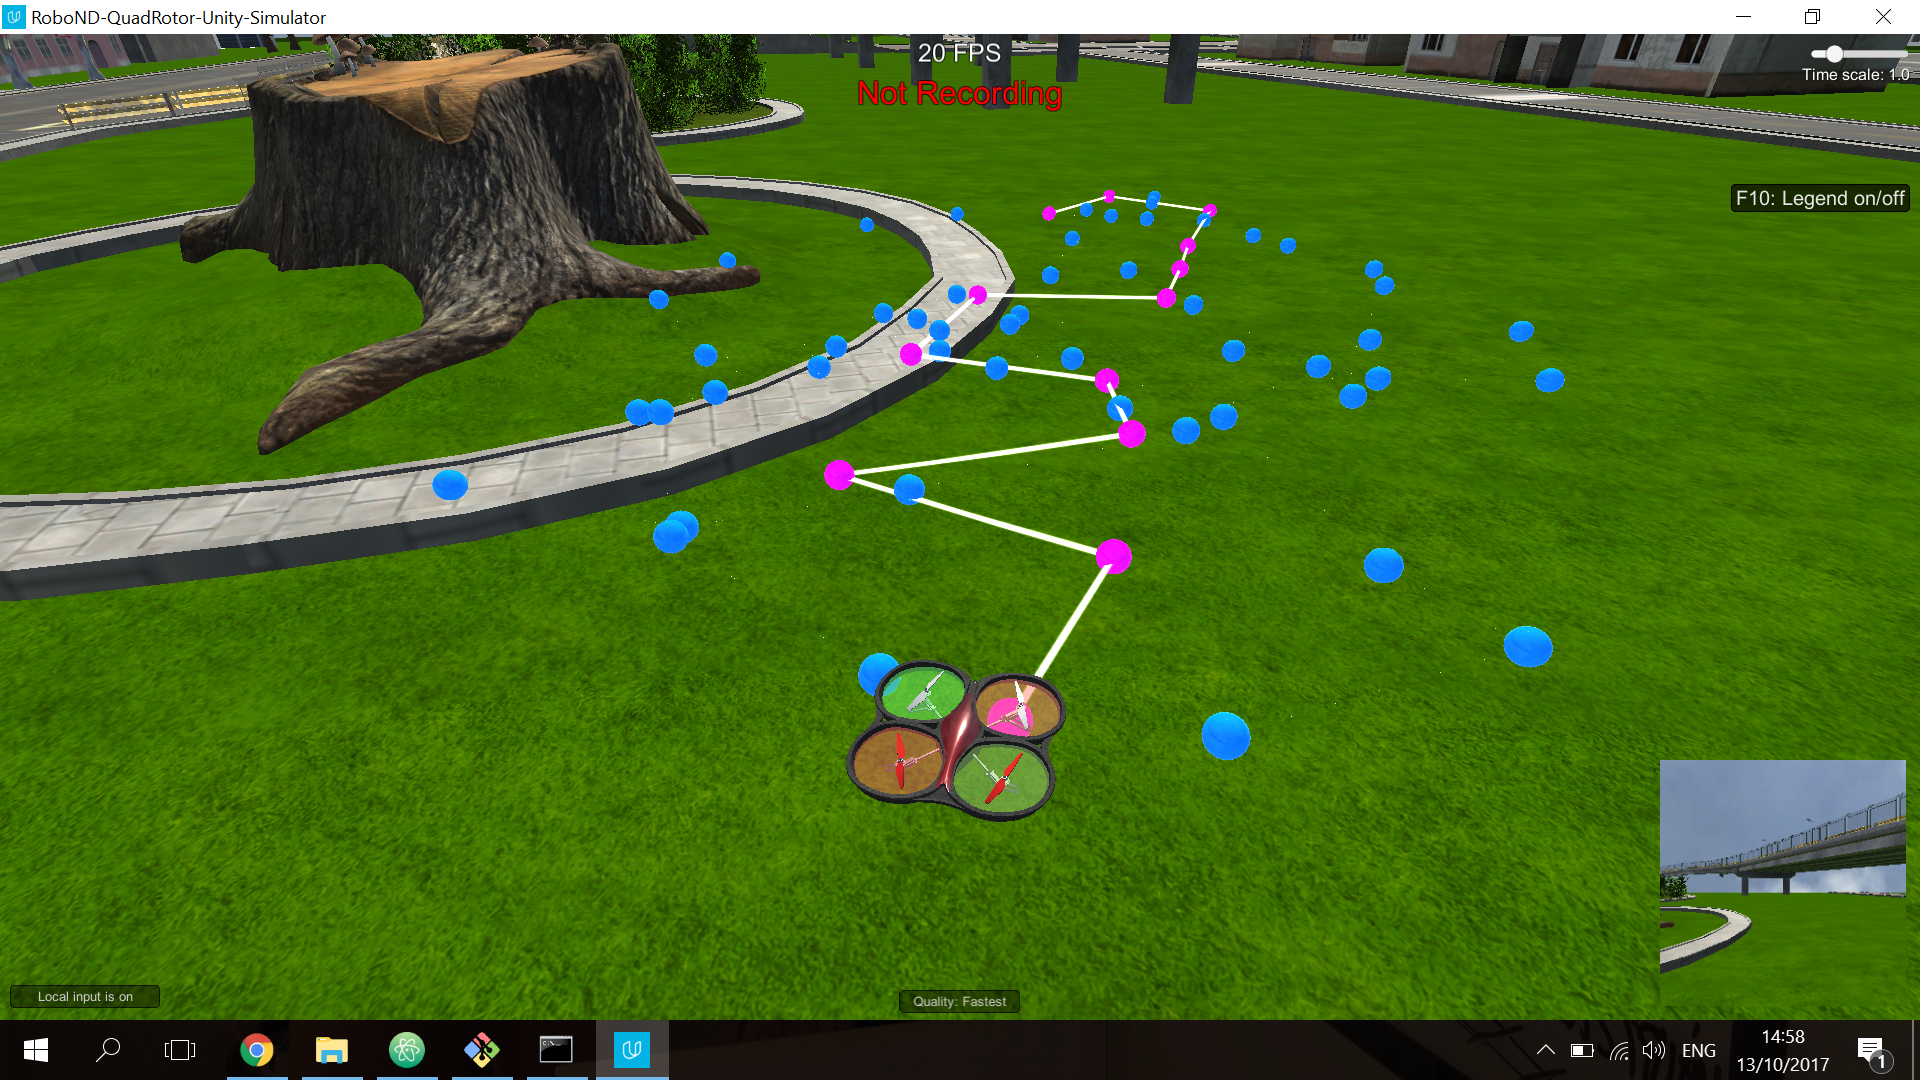 RoboND-QuadRotor-Unity-Simulator
20 FPS
Not Recording
Time scale: 1.0
F10: Legend on/off
Local input is on
Quality: Fastest
14:58
ENG
13/10/2017
1